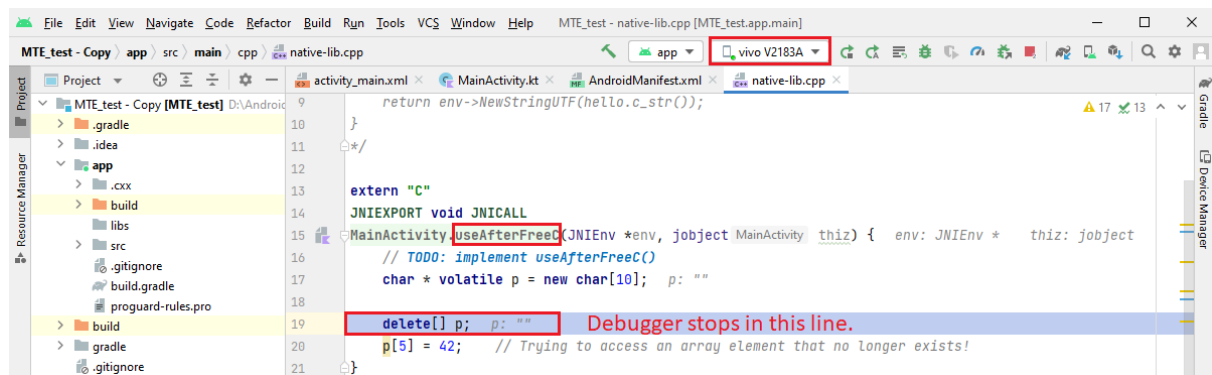 File Edit View Navigate Code Refactor Build Run Tools VCS Window Help MTE_test - native-lib.cpp [MTE_test.app.main]
MTE_test - Copy app src main cpp native-lib.cpp app vivo V2183A
Project activity_main.xml MainActivity.kt AndroidManifest.xml native-lib.cpp
Project
Resource Manager
MTE_test - Copy [MTE_test] D:\Android
.gradle
.idea
app
.cxx
build
libs
src
.gitignore
build.gradle
proguard-rules.pro
build
gradle
.gitignore
9 return env->NewStringUTF(hello.c_str());
10 }
11 */
12
13 extern "C"
14 JNIEXPORT void JNICALL
15 MainActivity.useAfterFreeC(JNIEnv *env, jobject MainActivity thiz) { env: JNIEnv * thiz: jobject
16 // TODO: implement useAfterFreeC()
17 char * volatile p = new char[10]; p: ""
18
19 delete[] p; p: "" Debugger stops in this line.
20 p[5] = 42; // Trying to access an array element that no longer exists!
21 }
17 13
Gradle
Device Manager